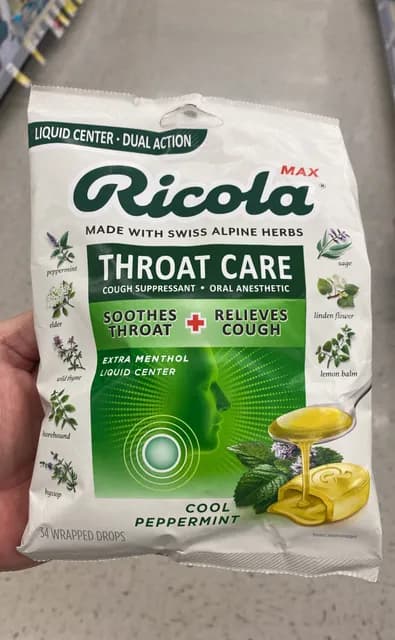 LIQUID CENTER • DUAL ACTION
MAX
Ricola
MADE WITH SWISS ALPINE HERBS
THROAT CARE
COUGH SUPPRESSANT • ORAL ANESTHETIC
SOOTHES THROAT
RELIEVES COUGH
EXTRA MENTHOL
LIQUID CENTER
peppermint
elder
wild thyme
horehound
hyssop
sage
linden flower
lemon balm
COOL
PEPPERMINT
34 WRAPPED DROPS